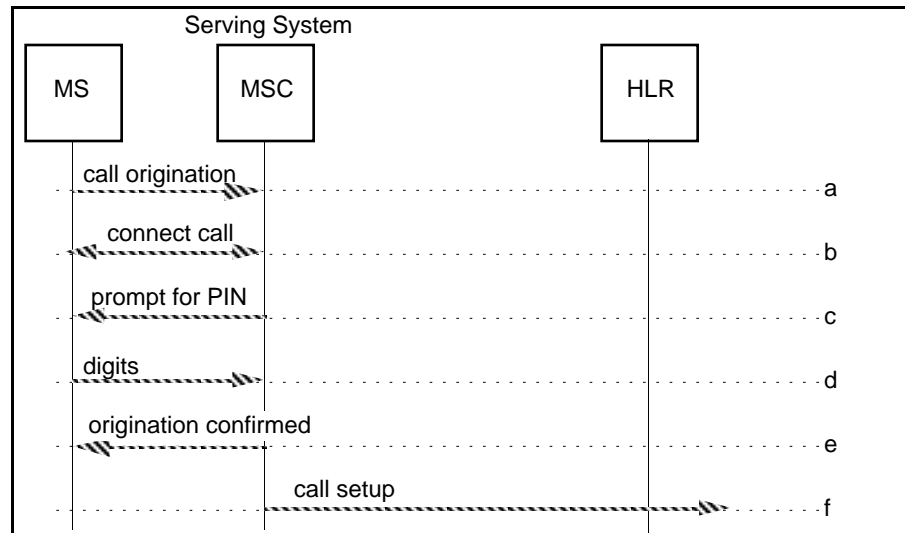 Serving System
MS
MSC
HLR
call origination
a
connect call
b
prompt for PIN
c
digits
d
origination confirmed
e
call setup
f